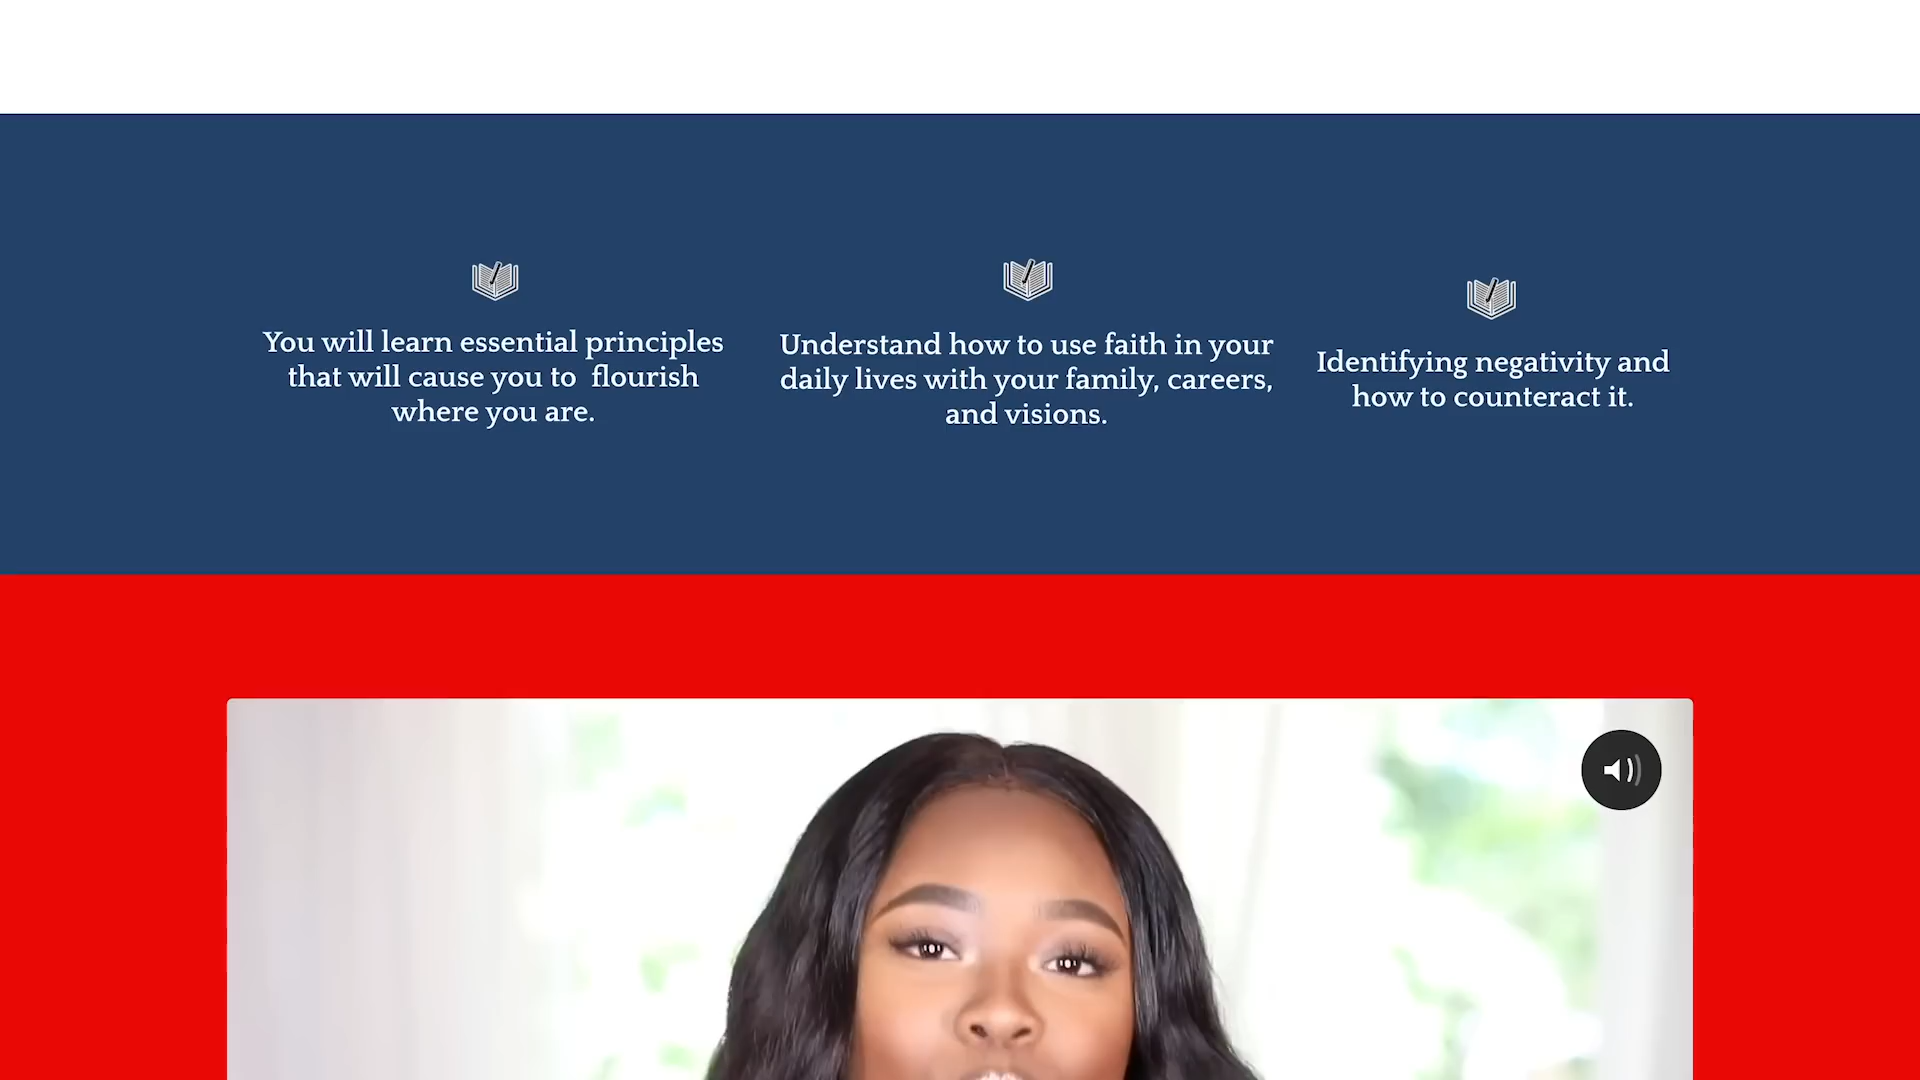 You will learn essential principles
that will cause you to  flourish
where you are.
Understand how to use faith in your
daily lives with your family, careers,
and visions.
Identifying negativity and
how to counteract it.